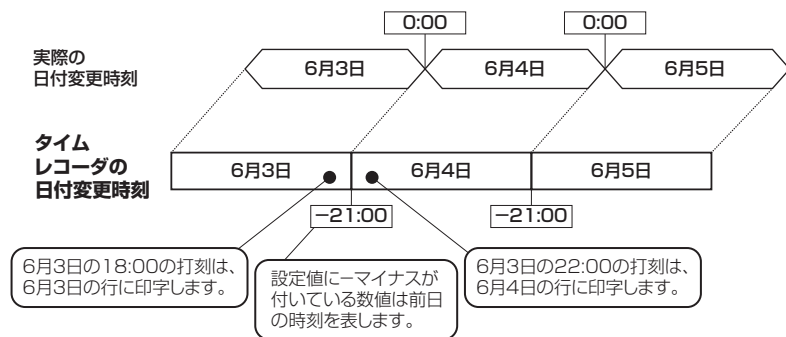 0:00
0:00
実際の
日付変更時刻
6月3日
6月4日
6月5日
タイム
レコーダの
日付変更時刻
6月3日
6月4日
6月5日
−21:00
−21:00
6月3日の18:00の打刻は、
6月3日の行に印字します。
設定値に−マイナスが
付いている数値は前日
の時刻を表します。
6月3日の22:00の打刻は、
6月4日の行に印字します。